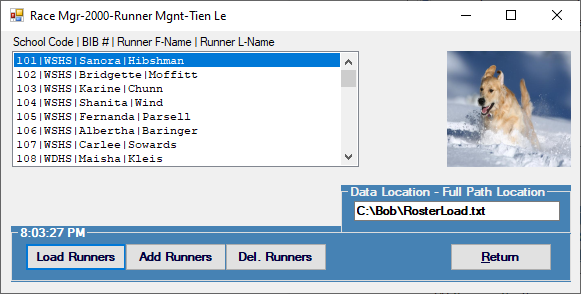 Race Mgr-2000-Runner Mgnt-Tien Le
School Code | BIB # | Runner F-Name | Runner L-Name
101|WSHS|Sanora|Hibshman
102|WSHS|Bridgette|Moffitt
103|WSHS|Karine|Chunn
104|WSHS|Shanita|Wind
105|WSHS|Fernanda|Parsell
106|WSHS|Albertha|Baringer
107|WSHS|Carlee|Sowards
108|WDHS|Maisha|Kleis
Data Location - Full Path Location
C:\Bob\RosterLoad.txt
8:03:27 PM
Load Runners
Add Runners
Del. Runners
Return